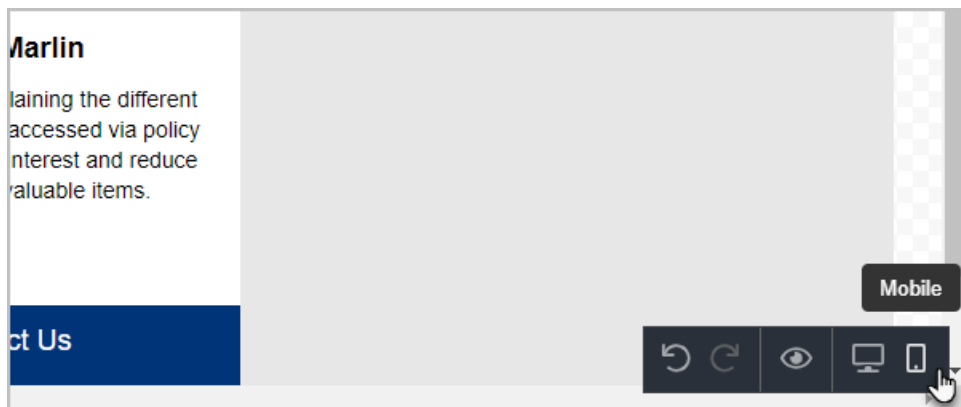 Marlin
laining the different
accessed via policy
nterest and reduce
valuable items.
Mobile
ct Us